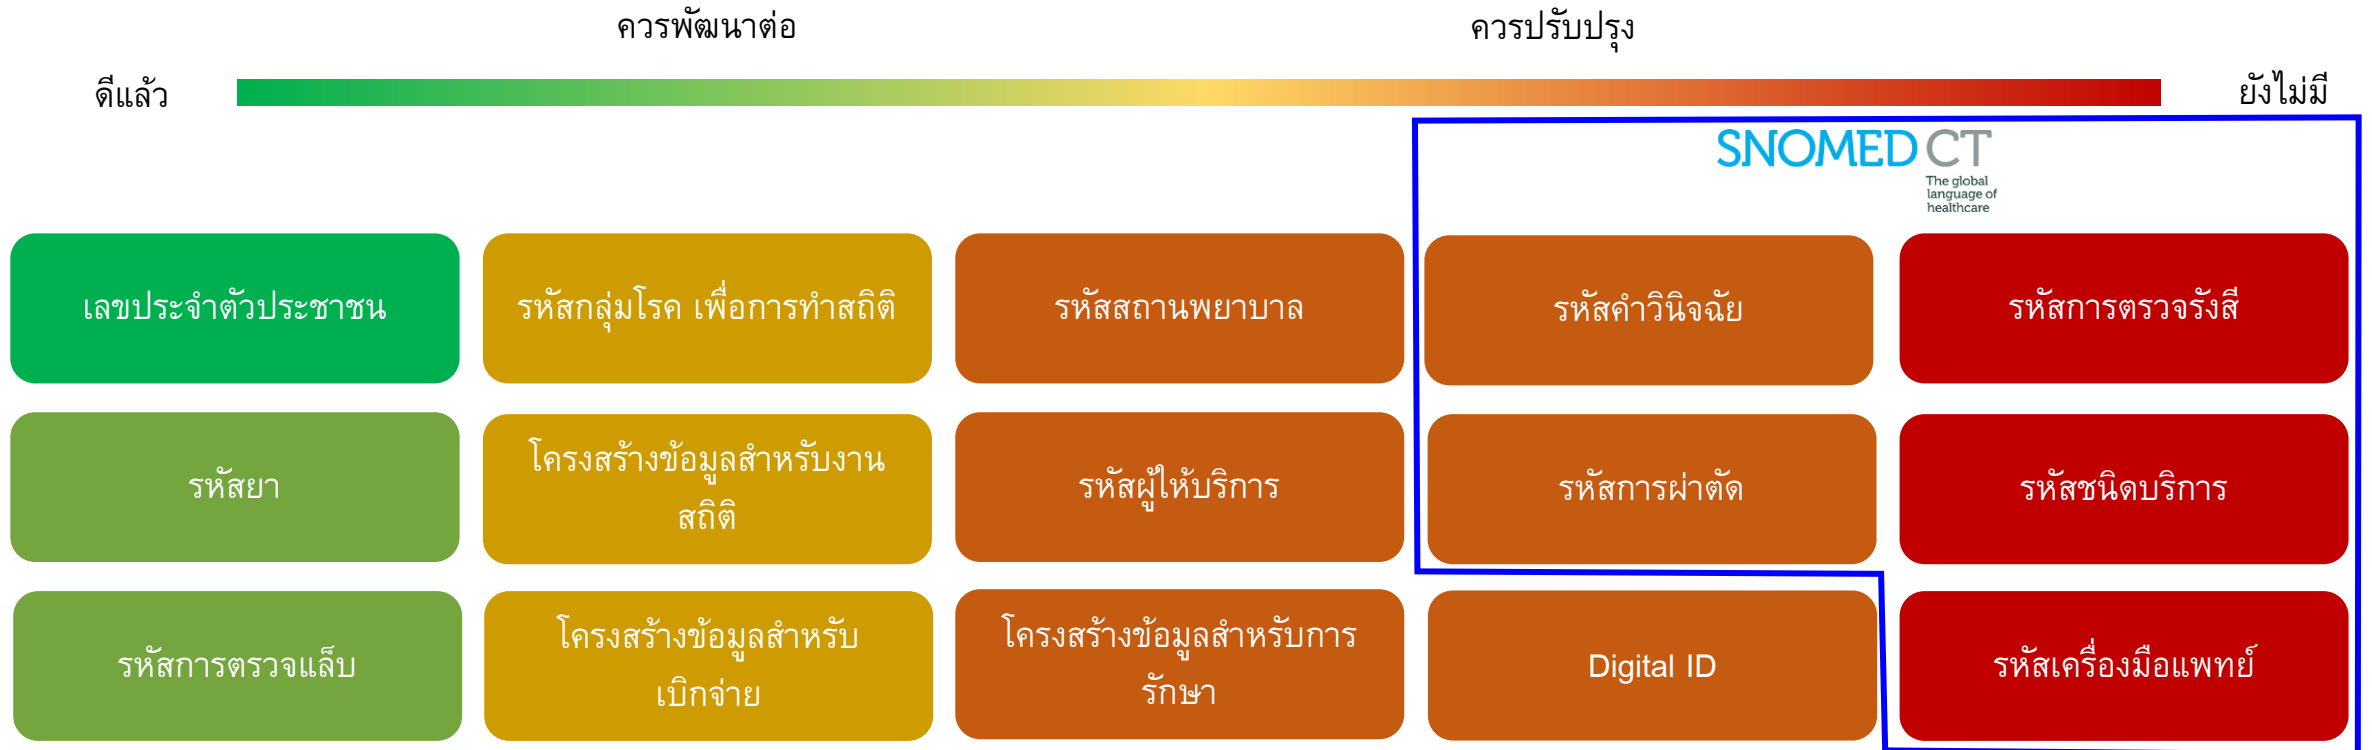 ควรพัฒนาต่อ
ควรปรับปรุง
ดีแล้ว
ยังไม่มี
SNOMED CT
The global
language of
healthcare
เลขประจำตัวประชาชน
รหัสกลุ่มโรค เพื่อการทำสถิติ
รหัสสถานพยาบาล
รหัสคำวินิจฉัย
รหัสการตรวจรังสี
รหัสยา
โครงสร้างข้อมูลสำหรับงาน
สถิติ
รหัสผู้ให้บริการ
รหัสการผ่าตัด
รหัสชนิดบริการ
รหัสการตรวจแล็บ
โครงสร้างข้อมูลสำหรับ
เบิกจ่าย
โครงสร้างข้อมูลสำหรับการ
รักษา
Digital ID
รหัสเครื่องมือแพทย์